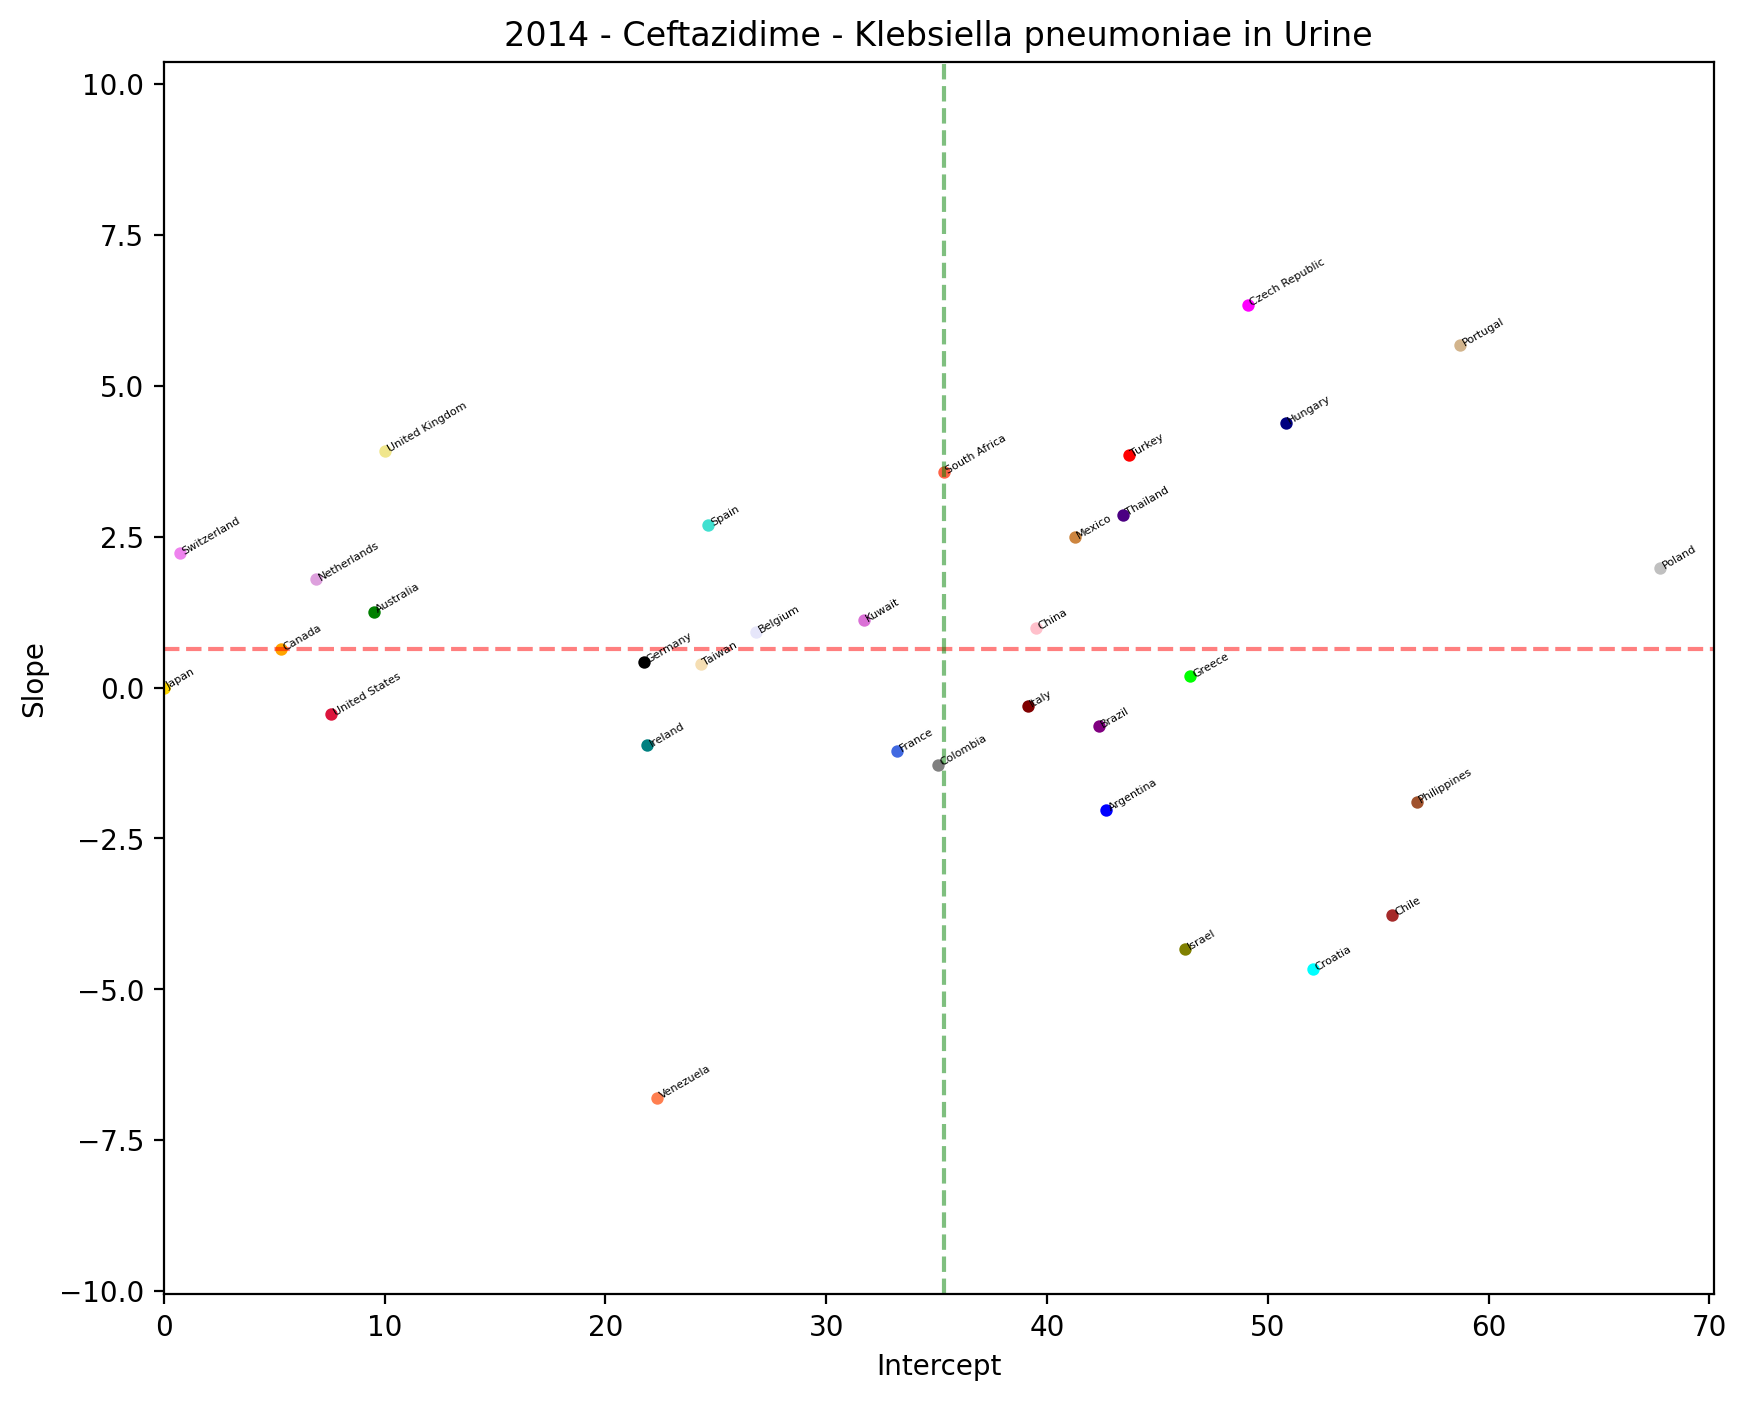 2014 - Ceftazidime - Klebsiella pneumoniae in Urine
10.0
7.5
Czech Republic
Portugal
5.0
Hungary
United Kingdom
Turkey
South Africa
Thailand
Spain
Mexico
2.5
Switzerland
Poland
Netherlands
Australia
Kuwait
Belgium
China
Canada
Germany
Taiwan
Greece
Slope
0.0
Japan
United States
Italy
Brazil
Ireland
France
Colombia
Argentina
Philippines
−2.5
Chile
Israel
Croatia
−5.0
Venezuela
−7.5
−10.0
0 10 20 30 40 50 60 70
Intercept